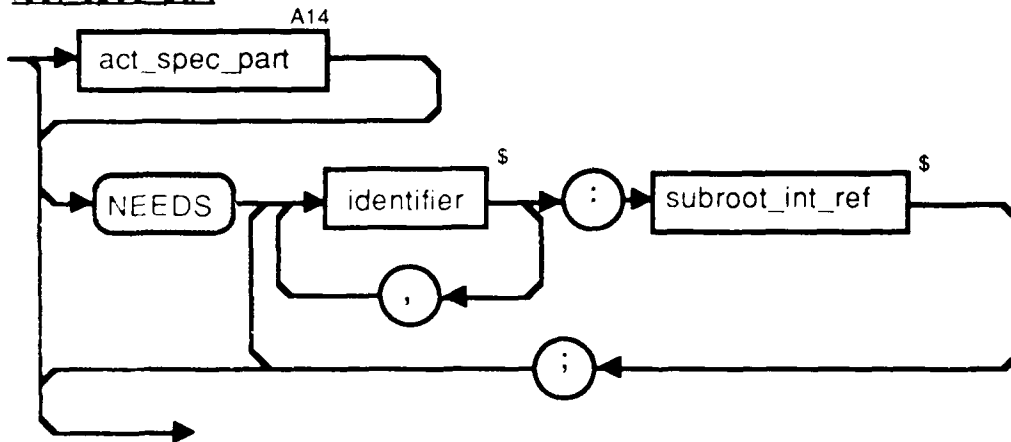 A14
act_spec_part
$ $
NEEDS identifier : subroot_int_ref
,
;